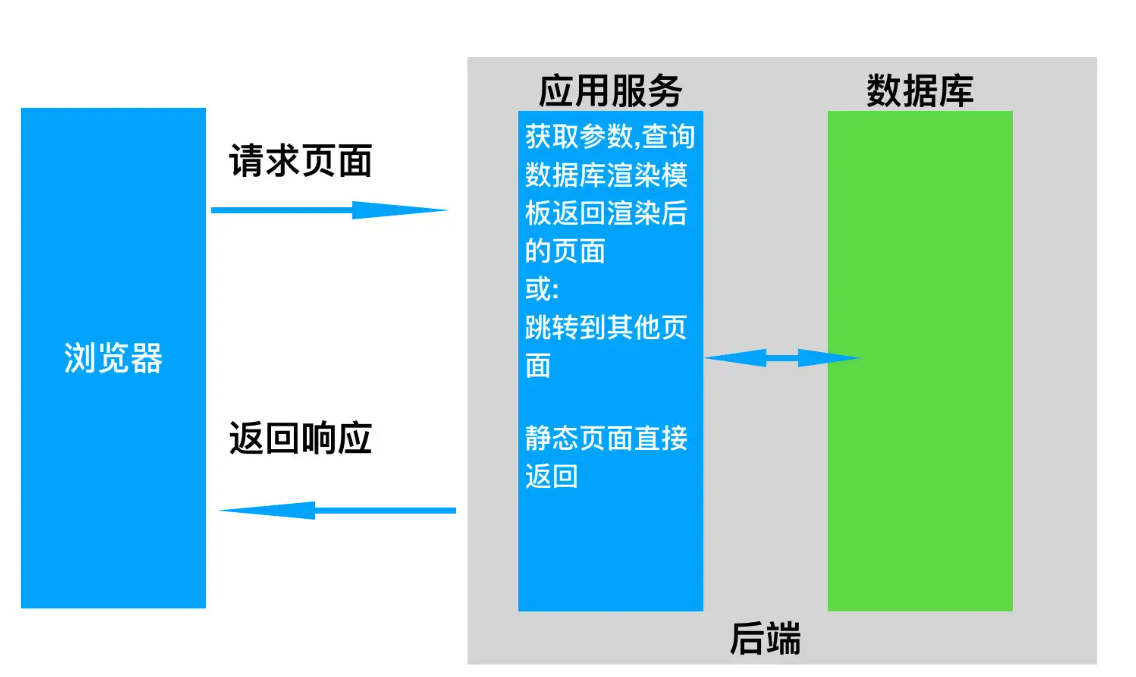 浏览器
请求页面
返回响应
应用服务
获取参数,查询
数据库渲染模
板返回渲染后
的页面
或:
跳转到其他页
面
静态页面直接
返回
数据库
后端